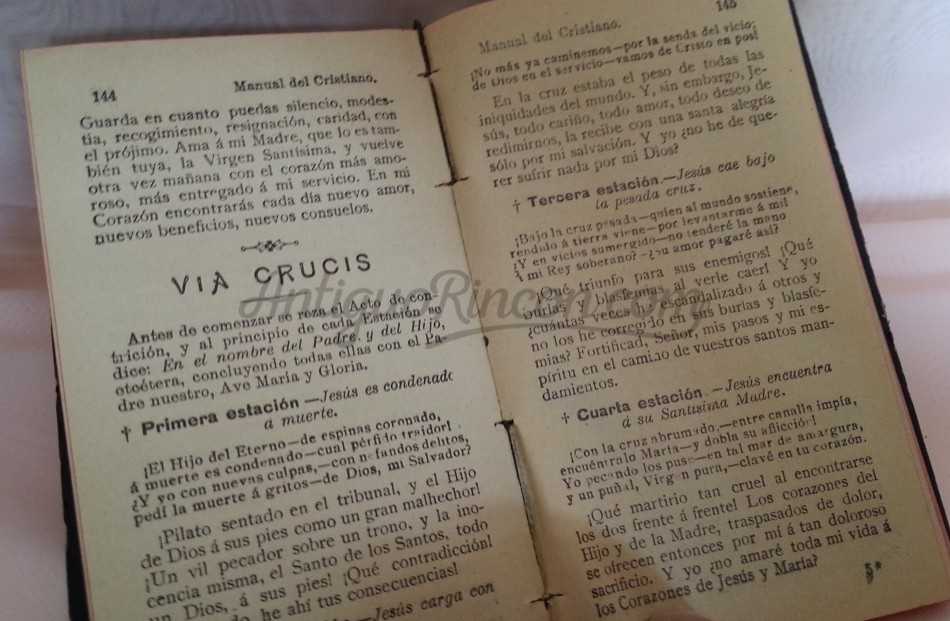 144
Manual del Cristiano.
Guarda en cuanto puedas silencio, modes-
tia, recogimiento, resignación, caridad, con
el prójimo. Ama á mi Madre, que lo es tam-
bién tuya, la Virgen Santísima, y vuelve
otra vez mañana con el corazón más amo-
roso, más entregado á mi servicio. En mi
Corazón encontrarás cada día nuevo amor,
nuevos beneficios, nuevos consuelos.
VIA CRUCIS
Antes de comenzar se reza el Acto de con-
trición, y al principio de cada Estación se
dice: En el nombre del Padre, y del Hijo,
etcétera, concluyendo todas ellas con el Pa-
dre nuestro, Ave María y Gloria.
† Primera estación.—Jesús es condenado
a muerte.
¡El Hijo del Eterno—de espinas coronado,
á muerte es condenado—cual pérfido traidor!
¿Y yo con nuevas culpas,—con nefandos delitos,
pedí la muerte á gritos—de Dios, mi Salvador?
¡Pilato sentado en el tribunal, y el Hijo
de Dios á sus pies como un gran malhechor!
¡Un vil pecador sobre un trono, y la ino-
cencia misma, el Santo de los Santos, todo
un Dios, á sus pies! ¡Qué contradicción!
he ahí tus consecuencias!
—Jesús carga con
Manual del Cristiano.
145
¡No más ya caminemos—por la senda del vicio;
de Dios en el servicio—vamos de Cristo en pos!
En la cruz estaba el peso de todas las
iniquidades del mundo. Y, sin embargo, Je-
sús, todo cariño, todo amor, todo deseo de
redimirnos, la recibe con una santa alegría
sólo por mi salvación. Y yo ¿no he de que-
rer sufrir nada por mi Dios?
† Tercera estación.—Jesús cae bajo
la pesada cruz.
¡Bajo la cruz pesada—quien al mundo sostiene,
rendido á tierra viene—por levantarme á mí!
¿Y en vicios sumergido—no tenderé la mano
á mi Rey soberano?—¿su amor pagaré así?
¡Qué triunfo para sus enemigos! ¡Qué
burlas y blasfemias al verle caer! Y yo
¿cuántas veces he escandalizado á otros y
no los he corregido en sus burlas y blasfe-
mias? Fortificad, Señor, mis pasos y mi es-
píritu en el camino de vuestros santos man-
damientos.
† Cuarta estación.—Jesús encuentra
á su Santísima Madre.
¡Con la cruz abrumado,—entre canalla impía,
encuéntralo María—y dobla su aflicción!
Yo pecando los puse—en tal mar de amargura,
y un puñal, Virgen pura,—clavé en tu corazón.
¡Qué martirio tan cruel al encontrarse
los dos frente á frente! Los corazones del
Hijo y de la Madre, traspasados de dolor,
se ofrecen entonces por mí á tan doloroso
sacrificio. Y yo ¿no amaré toda mi vida á
los Corazones de Jesús y María?
5*
AntiguoRincon.com